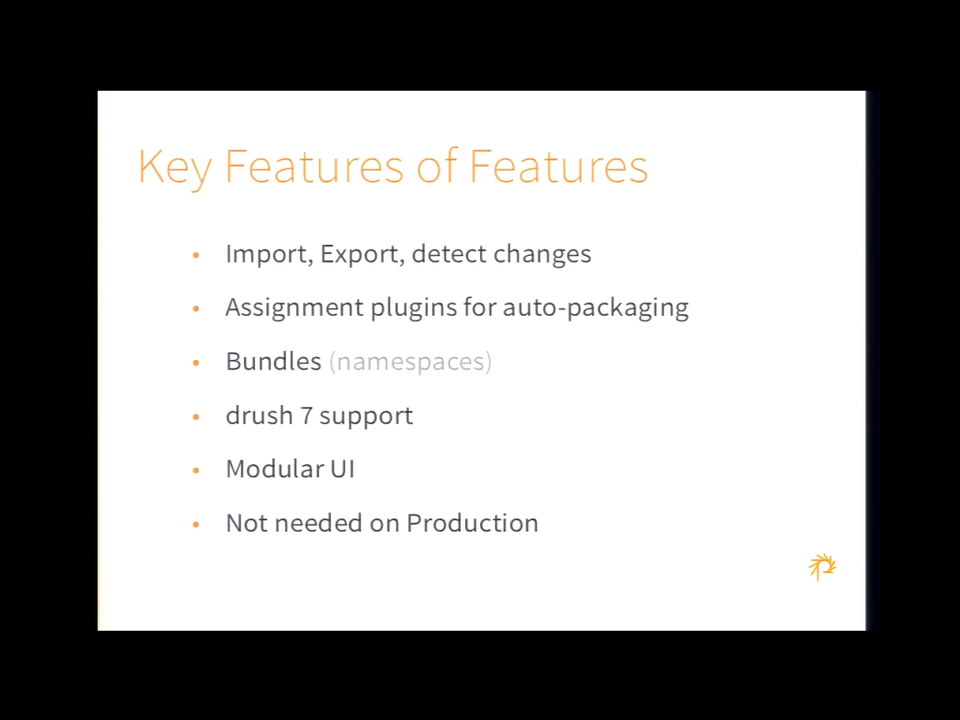 Key Features of Features
• Import, Export, detect changes
• Assignment plugins for auto-packaging
• Bundles (namespaces)
• drush 7 support
• Modular UI
• Not needed on Production